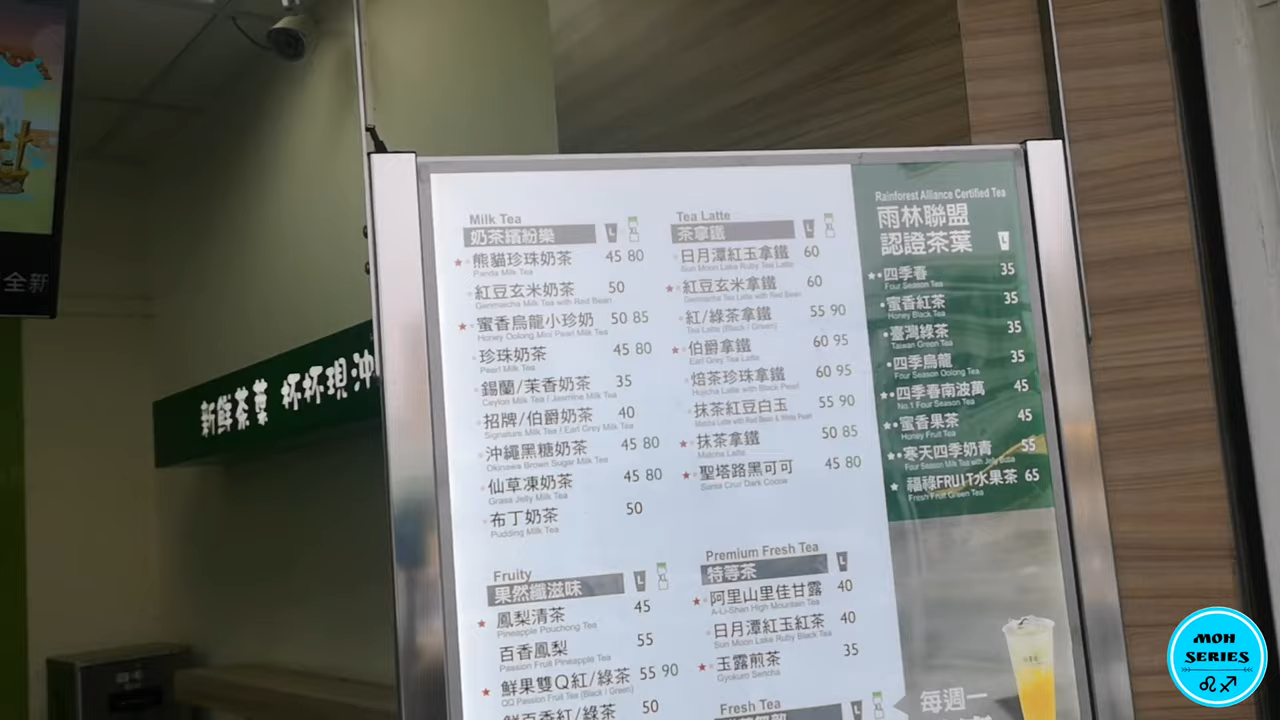 全新
新鮮茶葉 杯杯現沖
Milk Tea
奶茶繽紛樂 L XL
熊貓珍珠奶茶 45 80
Panda Milk Tea
紅豆玄米奶茶 50
Genmaicha Milk Tea with Red Bean
蜜香烏龍小珍奶 50 85
Honey Oolong Mini Pearl Milk Tea
珍珠奶茶 45 80
Pearl Milk Tea
錫蘭/茉香奶茶 35
Ceylon Milk Tea / Jasmine Milk Tea
招牌/伯爵奶茶 40
Signature Milk Tea / Earl Grey Milk Tea
沖繩黑糖奶茶 45 80
Okinawa Brown Sugar Milk Tea
仙草凍奶茶 45 80
Grass Jelly Milk Tea
布丁奶茶 50
Pudding Milk Tea
Fruity
果然纖滋味 L XL
鳳梨清茶 45
Pineapple Pouchong Tea
百香鳳梨 55
Passion Fruit Pineapple Tea
鮮果雙Q紅/綠茶 55 90
QQ Passion Fruit Tea (Black / Green)
鮮百香紅/綠茶 50
Tea Latte
茶拿鐵 L XL
日月潭紅玉拿鐵 60
Sun Moon Lake Ruby Tea Latte
紅豆玄米拿鐵 60
Genmaicha Tea Latte with Red Bean
紅/綠茶拿鐵 55 90
Tea Latte (Black / Green)
伯爵拿鐵 60 95
Earl Grey Tea Latte
焙茶珍珠拿鐵 60 95
Hojicha Latte with Black Pearl
抹茶紅豆白玉 55 90
Matcha Latte with Red Bean & White Pearl
抹茶拿鐵 50 85
Matcha Latte
聖塔路黑可可 45 80
Santa Cruz Dark Cocoa
Premium Fresh Tea
特等茶 L
阿里山里佳甘露 40
A-Li-Shan High Mountain Tea
日月潭紅玉紅茶 40
Sun Moon Lake Ruby Black Tea
玉露煎茶 35
Gyokuro Sencha
Fresh Tea
L XL
Rainforest Alliance Certified Tea
雨林聯盟
認證茶葉 L
四季春 35
Four Season Tea
蜜香紅茶 35
Honey Black Tea
臺灣綠茶 35
Taiwan Green Tea
四季烏龍 35
Four Season Oolong Tea
四季春南波萬 45
No.1 Four Season Tea
蜜香果茶 45
Honey Fruit Tea
寒天四季奶青 55
Four Season Milk Tea with Jelly Balls
福祿FRUIT水果茶 65
Fresh Fruit Green Tea
每週一
MOH
SERIES